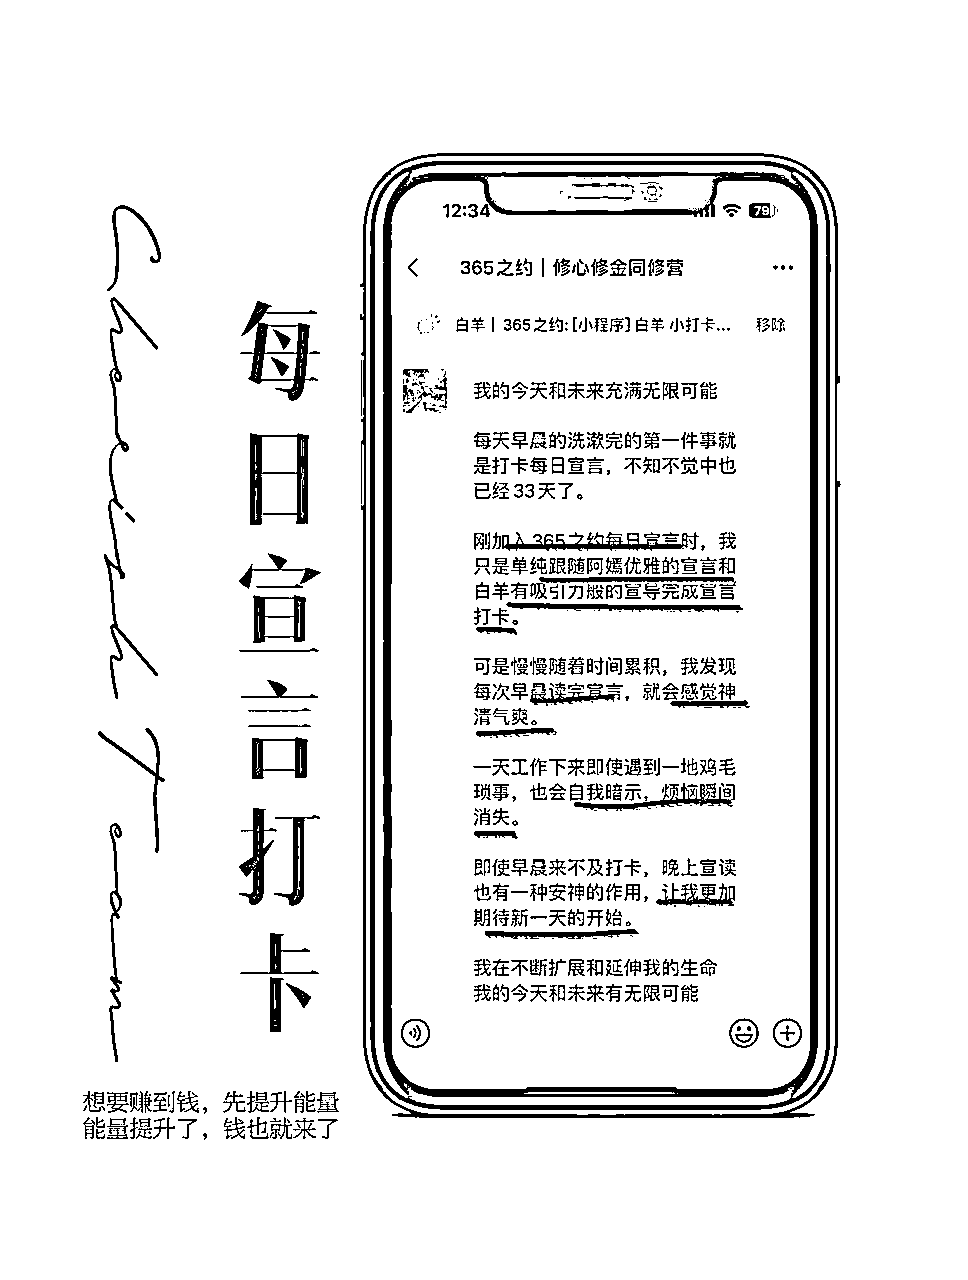 每日宣言打卡
想要赚到钱，先提升能量
能量提升了，钱也就来了
12:34
79
365之约｜修心修金同修营
白羊｜365之约:[小程序]白羊 小打卡... 移除
我的今天和未来充满无限可能
每天早晨的洗漱完的第一件事就
是打卡每日宣言，不知不觉中也
已经33天了。
刚加入365之约每日宣言时，我
只是单纯跟随阿嫣优雅的宣言和
白羊有吸引力般的宣导完成宣言
打卡。
可是慢慢随着时间累积，我发现
每次早晨读完宣言，就会感觉神
清气爽。
一天工作下来即使遇到一地鸡毛
琐事，也会自我暗示，烦恼瞬间
消失。
即使早晨来不及打卡，晚上宣读
也有一种安神的作用，让我更加
期待新一天的开始。
我在不断扩展和延伸我的生命
我的今天和未来有无限可能